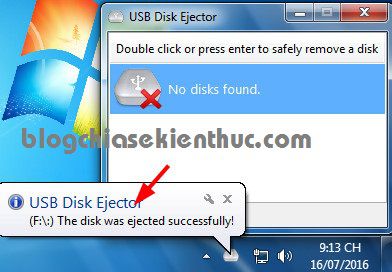 USB Disk Ejector
Double click or press enter to safely remove a disk
No disks found.
blogchiasekienthuc.com
USB Disk Ejector
(F:\:) The disk was ejected successfully!
9:13 CH
16/07/2016